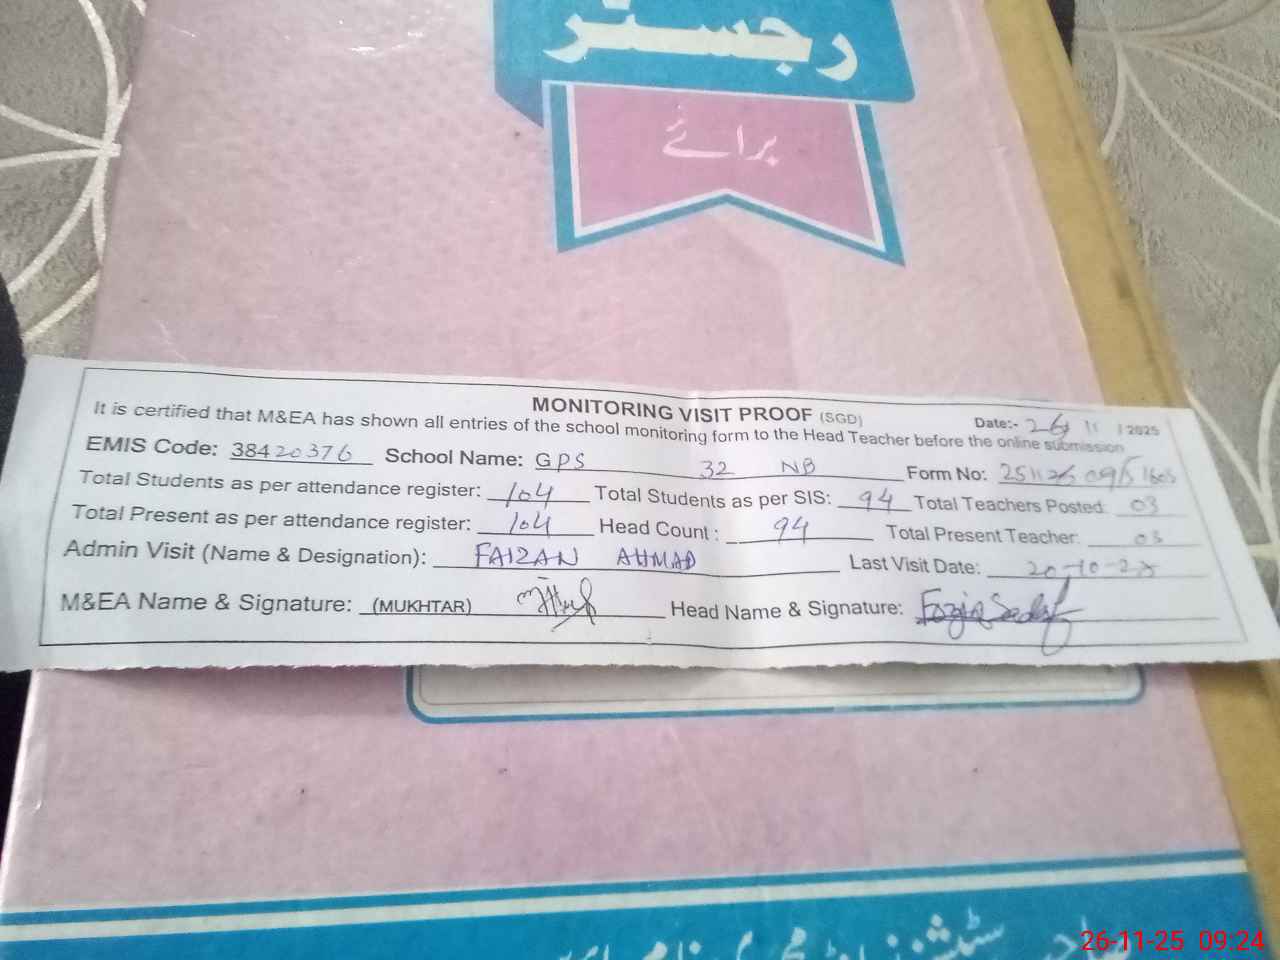 رجسٹر
برائے
MONITORING VISIT PROOF (SGD)
Date:- 26/11/2025
It is certified that M&EA has shown all entries of the school monitoring form to the Head Teacher before the online submission
EMIS Code: 38420376 School Name: GPS 32 NB Form No:
Total Students as per attendance register: 104 Total Students as per SIS: 94 Total Teachers Posted: 03
Total Present as per attendance register: 104 Head Count : 94 Total Present Teacher: 03
Admin Visit (Name & Designation): FAIZAN AHMAD Last Visit Date: 20-10-25
M&EA Name & Signature: (MUKHTAR) Head Name & Signature: Fozia Sadaf
26-11-25 09:24